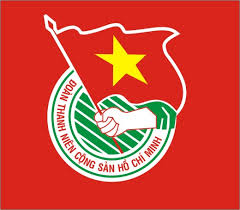 ĐOÀN THANH NIÊN CỘNG SẢN HỒ CHÍ MINH